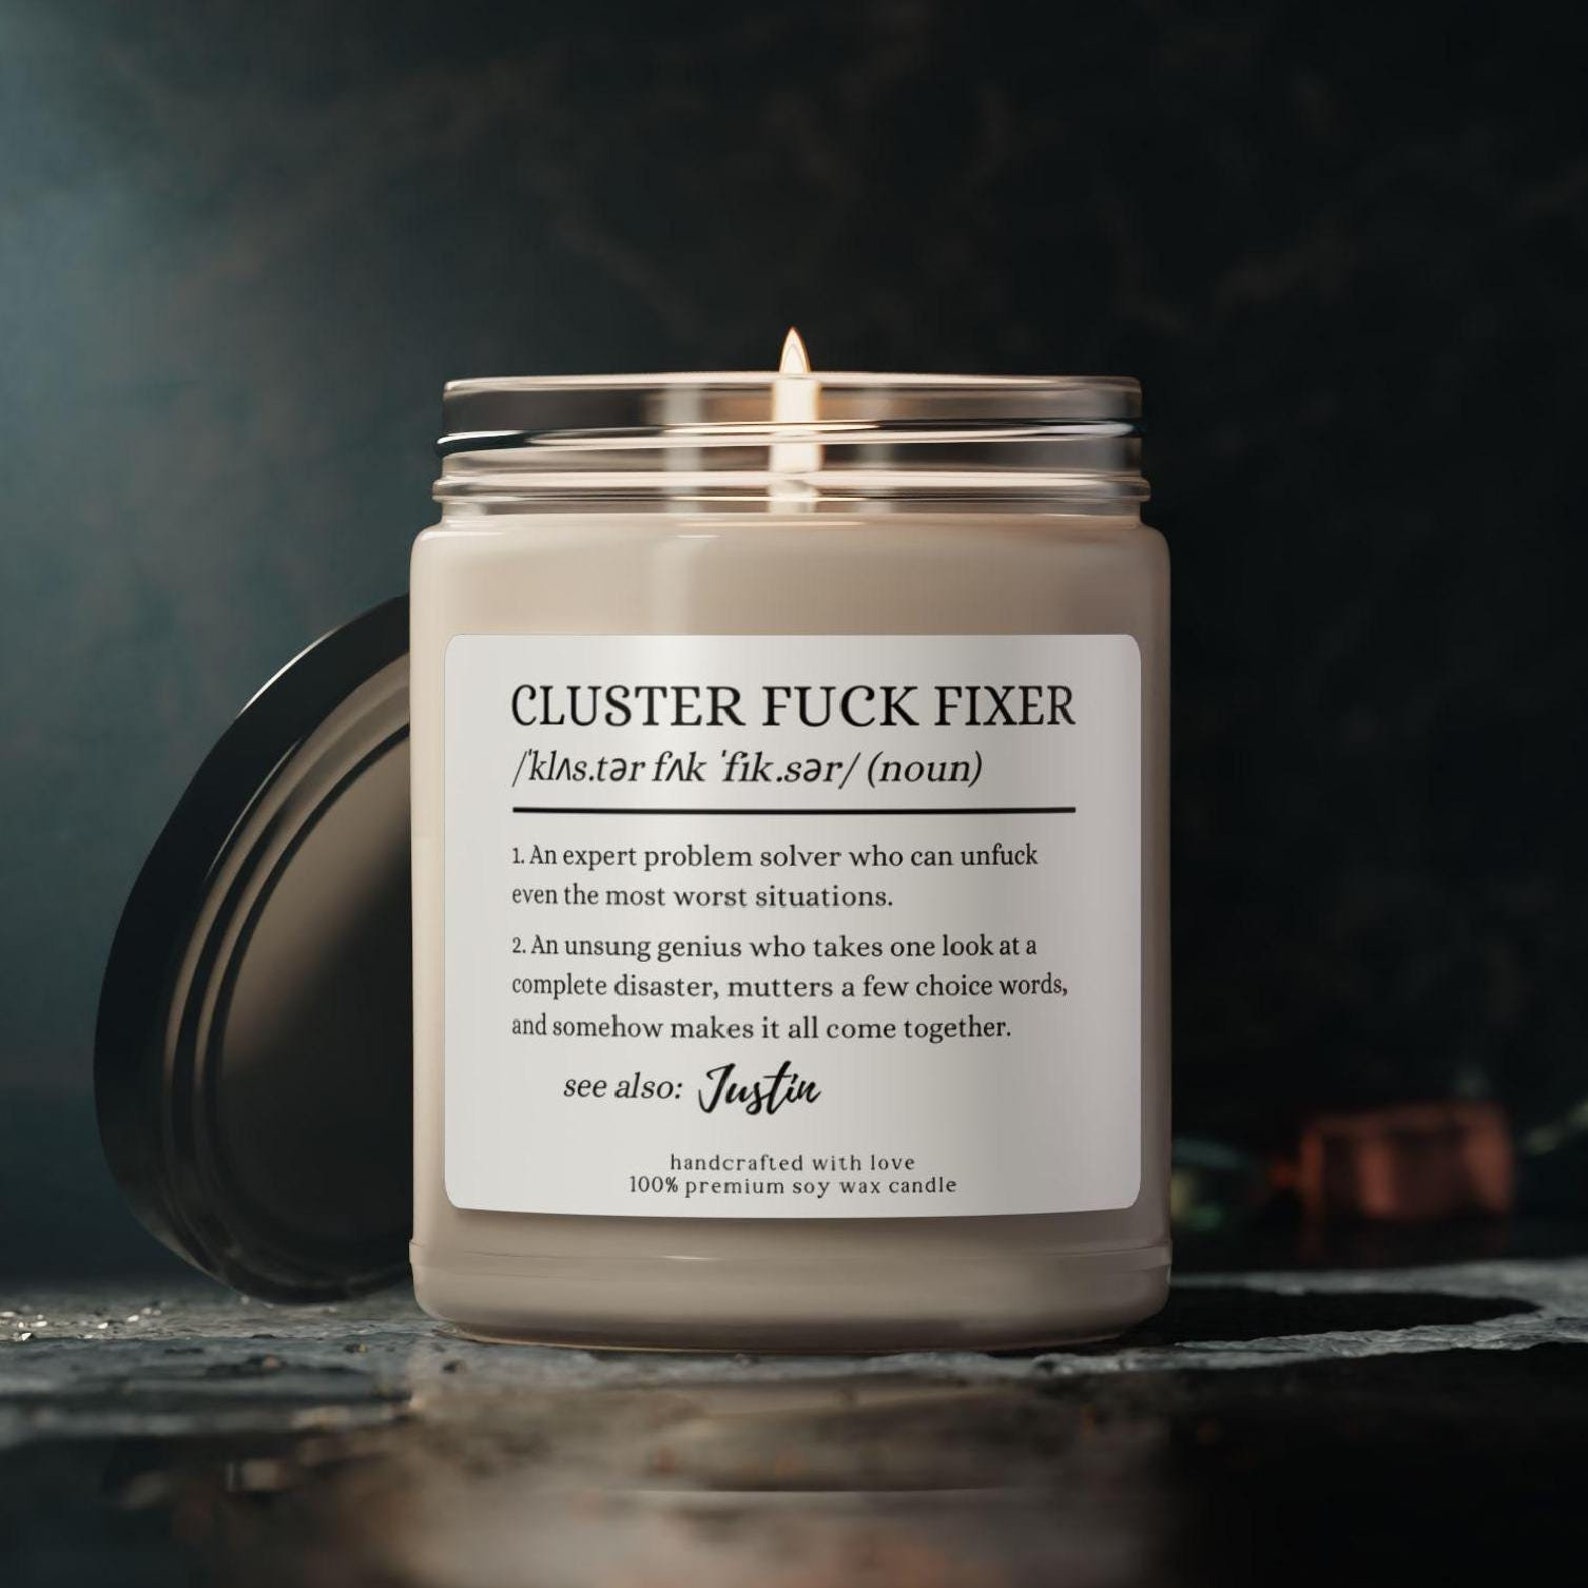 CLUSTER FUCK FIXER
/ˈklʌs.tər fʌk ˈfɪk.sər/ (noun)
1. An expert problem solver who can unfuck
even the most worst situations.
2. An unsung genius who takes one look at a
complete disaster, mutters a few choice words,
and somehow makes it all come together.
see also: Justin
handcrafted with love
100% premium soy wax candle